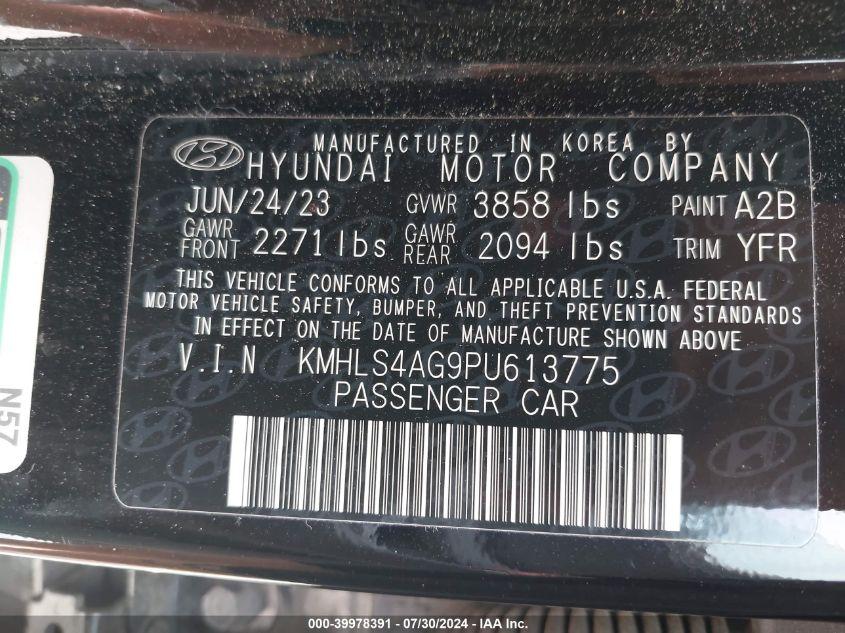 MANUFACTURED IN KOREA BY
HYUNDAI MOTOR COMPANY
JUN/24/23 GVWR 3858 lbs PAINT A2B
GAWR FRONT 2271 lbs GAWR REAR 2094 lbs TRIM YFR
THIS VEHICLE CONFORMS TO ALL APPLICABLE U.S.A. FEDERAL
MOTOR VEHICLE SAFETY, BUMPER, AND THEFT PREVENTION STANDARDS
IN EFFECT ON THE DATE OF MANUFACTURE SHOWN ABOVE
V.I.N KMHLS4AG9PU613775
PASSENGER CAR
N57
000-39978391 - 07/30/2024 - IAA Inc.